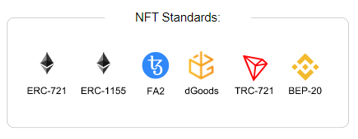 NFT Standards:
ERC-721 ERC-1155 FA2 dGoods TRC-721 BEP-20